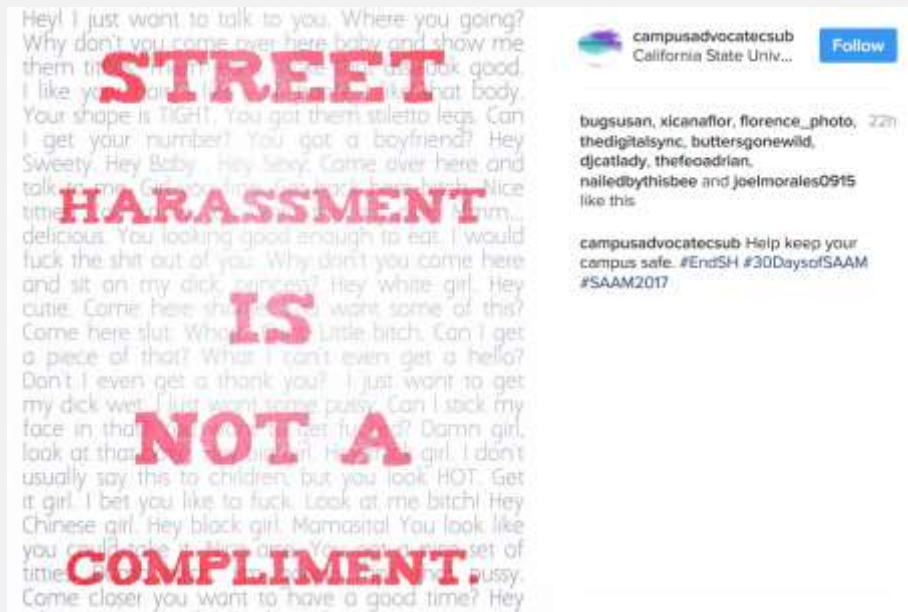 Hey! I just want to talk to you. Where you going?
Why don't you come over here baby and show me
them look good.
I like that body.
Your shape is TIGHT. You got them stiletto legs. Can
I get your number? You got a boyfriend? Hey
Sweety. Hey Baby. Hey Sexy. Come over here and
talk to me. Nice
delicious. You looking good enough to eat. I would
fuck the shit out of you. Why don't you come here
and sit on my dick, princess? Hey white girl. Hey
cutie. Come here want some of this?
Come here slut. Little bitch. Can I get
a piece of that? What I can't even get a hello?
Don't I even get a thank you? I just want to get
my dick wet. I just want some pussy. Can I stick my
face in that Damn girl,
look at that girl. I don't
usually say this to children, but you look HOT. Get
it girl. I bet you like to fuck. Look at me bitch! Hey
Chinese girl. Hey black girl. Mamasita! You look like
you could take it. set of
titties pussy.
Come closer you want to have a good time? Hey
STREET
HARASSMENT
IS
NOT A
COMPLIMENT.
campusadvocatecsub
California State Univ...
Follow
bugsusan, xicanaflor, florence_photo, 22h
thedigitalsync, buttersgonewild,
djcatlady, thefeoadrian,
nailedbythisbee and joelmorales0915
like this
campusadvocatecsub Help keep your
campus safe. #EndSH #30DaysofSAAM
#SAAM2017